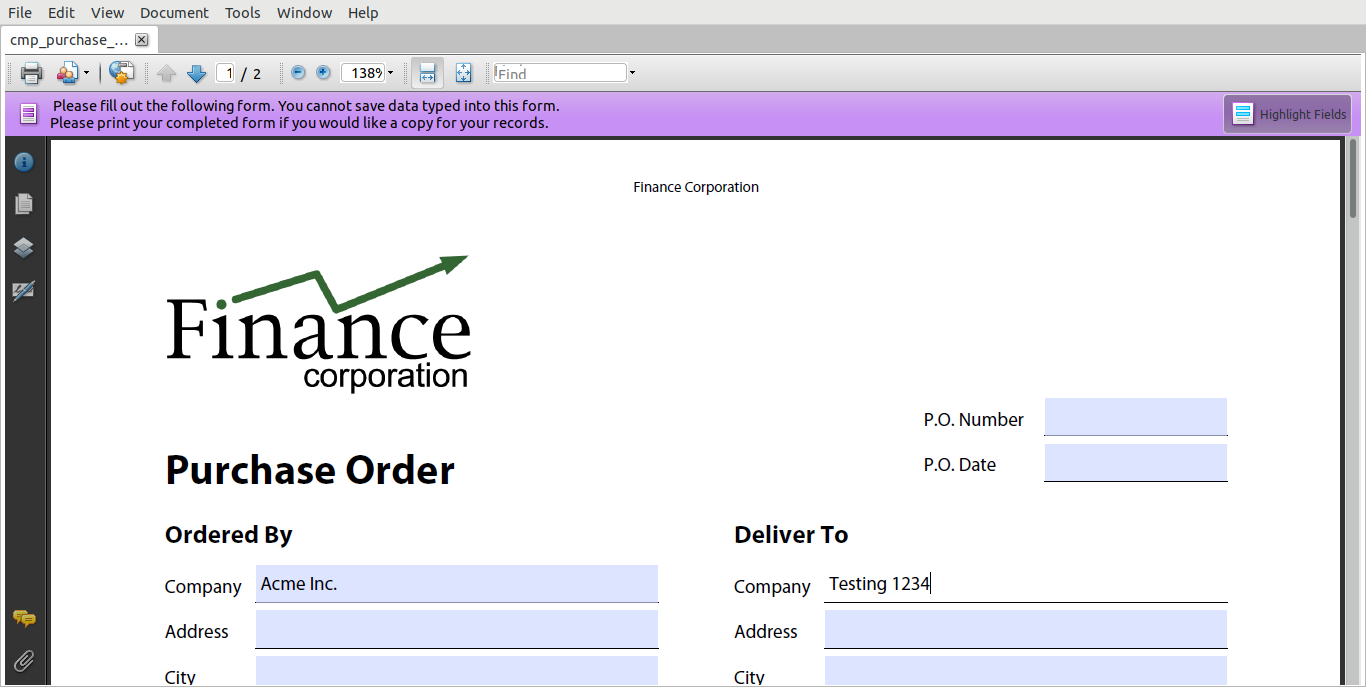 File Edit View Document Tools Window Help
cmp_purchase_...
1 / 2 138% Find
Please fill out the following form. You cannot save data typed into this form.
Please print your completed form if you would like a copy for your records.
Highlight Fields
Finance Corporation
Finance
corporation
P.O. Number
Purchase Order
P.O. Date
Ordered By Deliver To
Company Acme Inc. Company Testing 1234
Address Address
City City